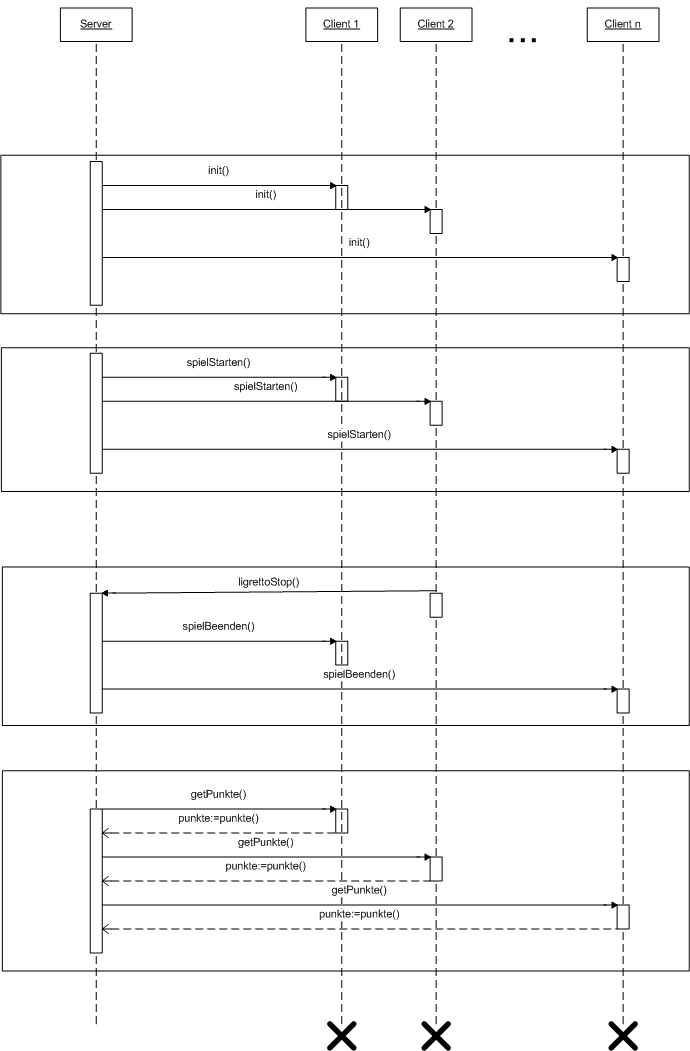 Server Client 1 Client 2 ... Client n
init()
init()
init()
spielStarten()
spielStarten()
spielStarten()
ligrettoStop()
spielBeenden()
spielBeenden()
getPunkte()
punkte:=punkte()
getPunkte()
punkte:=punkte()
getPunkte()
punkte:=punkte()